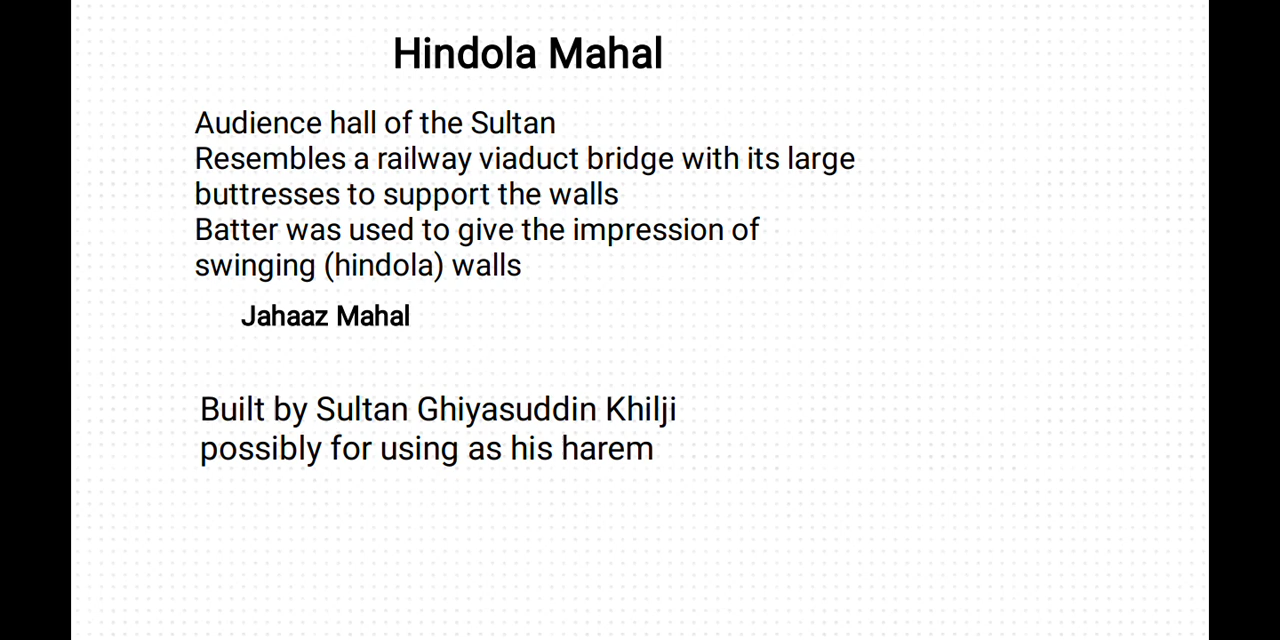 Hindola Mahal
Audience hall of the Sultan
Resembles a railway viaduct bridge with its large
buttresses to support the walls
Batter was used to give the impression of
swinging (hindola) walls
Jahaaz Mahal
Built by Sultan Ghiyasuddin Khilji
possibly for using as his harem